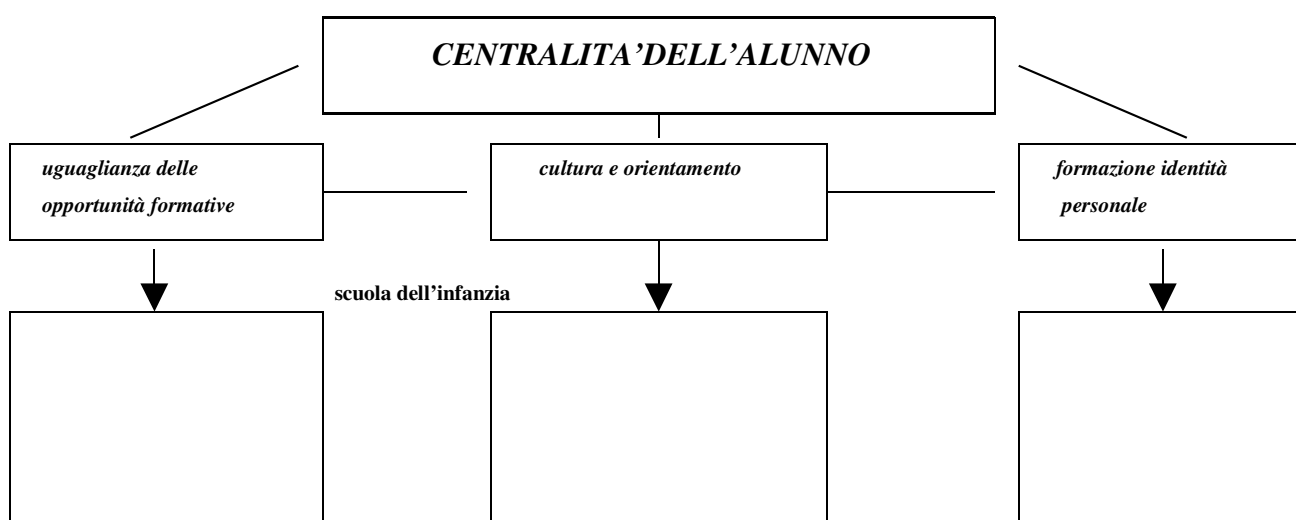 CENTRALITA’DELL’ALUNNO
uguaglianza delle
opportunità formative
cultura e orientamento
formazione identità
personale
scuola dell’infanzia